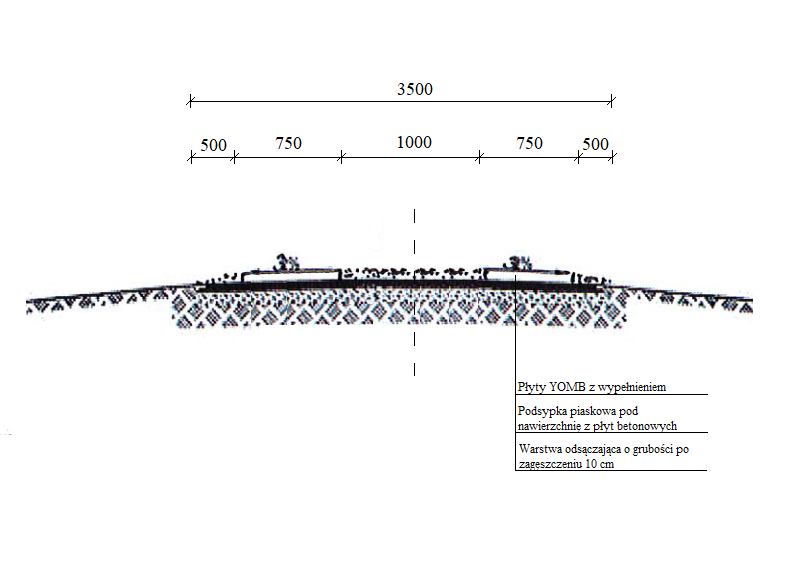 3500
500 750 1000 750 500
3% 3%
Płyty YOMB z wypełnieniem
Podsypka piaskowa pod
nawierzchnię z płyt betonowych
Warstwa odsączająca o grubości po
zagęszczeniu 10 cm